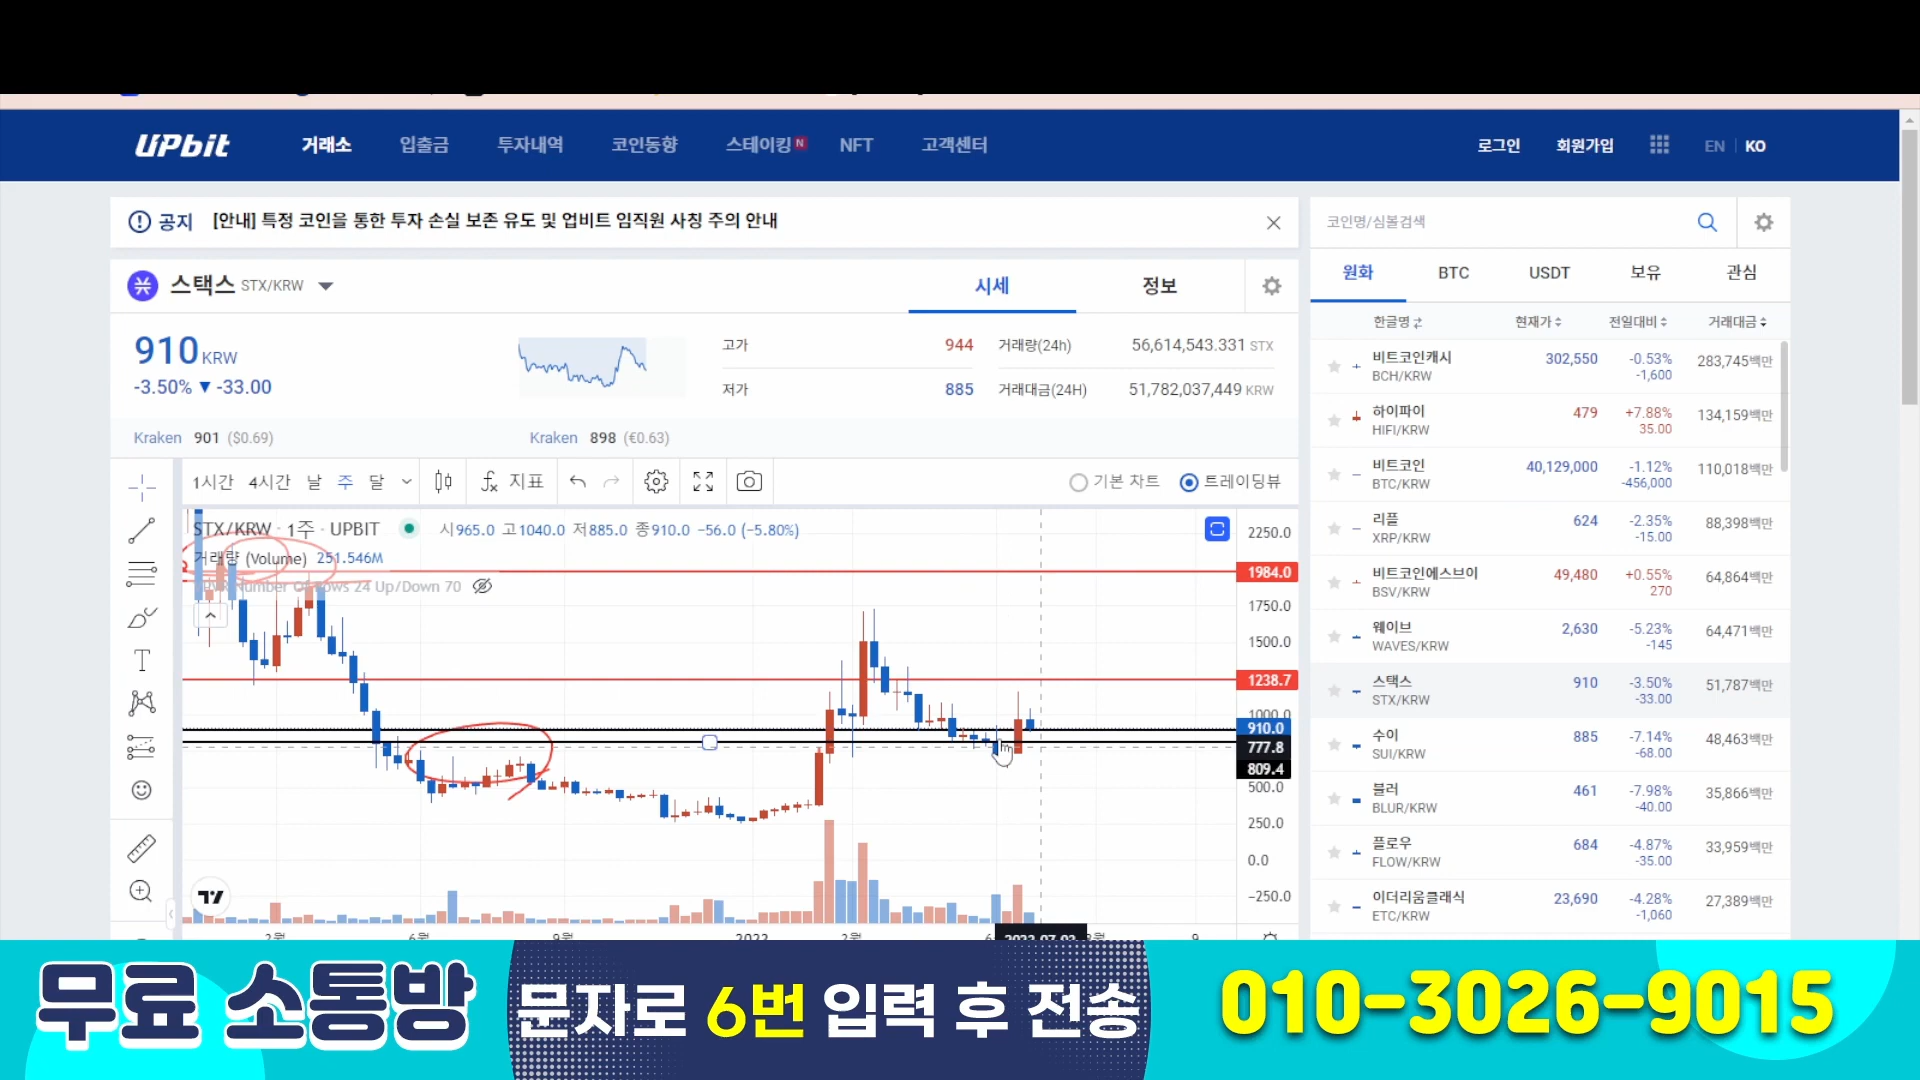 UPbit 거래소 입출금 투자내역 코인동향 스테이킹 N NFT 고객센터 로그인 회원가입 EN KO
공지 [안내] 특정 코인을 통한 투자 손실 보존 유도 및 업비트 임직원 사칭 주의 안내
스택스 STX/KRW 시세 정보
910 KRW
-3.50% ▼ -33.00
고가 944 거래량(24h) 56,614,543.331 STX
저가 885 거래대금(24H) 51,782,037,449 KRW
Kraken 901 ($0.69) Kraken 898 (€0.63)
1시간 4시간 날 주 달 지표 기본 차트 트레이딩뷰
STX/KRW · 1주 · UPBIT 시965.0 고1040.0 저885.0 종910.0 −56.0 (−5.80%)
거래량 (Volume) 251.546M
Number Of Rows 24 Up/Down 70
2250.0
1984.0
1750.0
1500.0
1238.7
1000.0
910.0
777.8
809.4
500.0
250.0
0.0
−250.0
2023
코인명/심볼검색
원화 BTC USDT 보유 관심
한글명 현재가 전일대비 거래대금
비트코인캐시 302,550 -0.53% 283,745백만
BCH/KRW -1,600
하이파이 479 +7.88% 134,159백만
HIFI/KRW 35.00
비트코인 40,129,000 -1.12% 110,018백만
BTC/KRW -456,000
리플 624 -2.35% 88,398백만
XRP/KRW -15.00
비트코인에스브이 49,480 +0.55% 64,864백만
BSV/KRW 270
웨이브 2,630 -5.23% 64,471백만
WAVES/KRW -145
스택스 910 -3.50% 51,787백만
STX/KRW -33.00
수이 885 -7.14% 48,463백만
SUI/KRW -68.00
블러 461 -7.98% 35,866백만
BLUR/KRW -40.00
플로우 684 -4.87% 33,959백만
FLOW/KRW -35.00
이더리움클래식 23,690 -4.28% 27,389백만
ETC/KRW -1,060
무료 소통방 문자로 6번 입력 후 전송 010-3026-9015